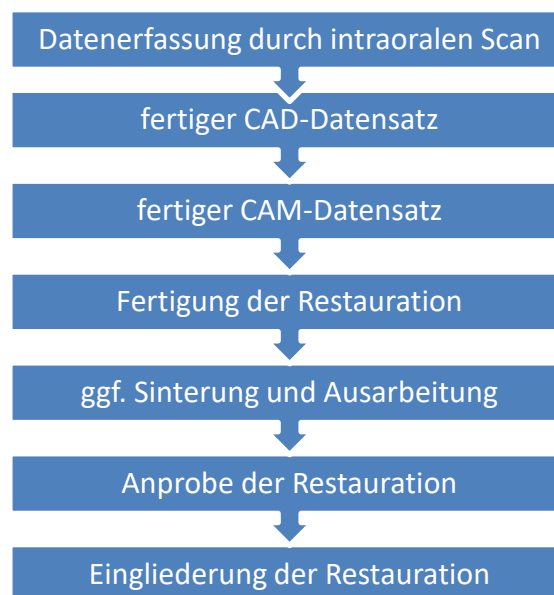 Datenerfassung durch intraoralen Scan
fertiger CAD-Datensatz
fertiger CAM-Datensatz
Fertigung der Restauration
ggf. Sinterung und Ausarbeitung
Anprobe der Restauration
Eingliederung der Restauration